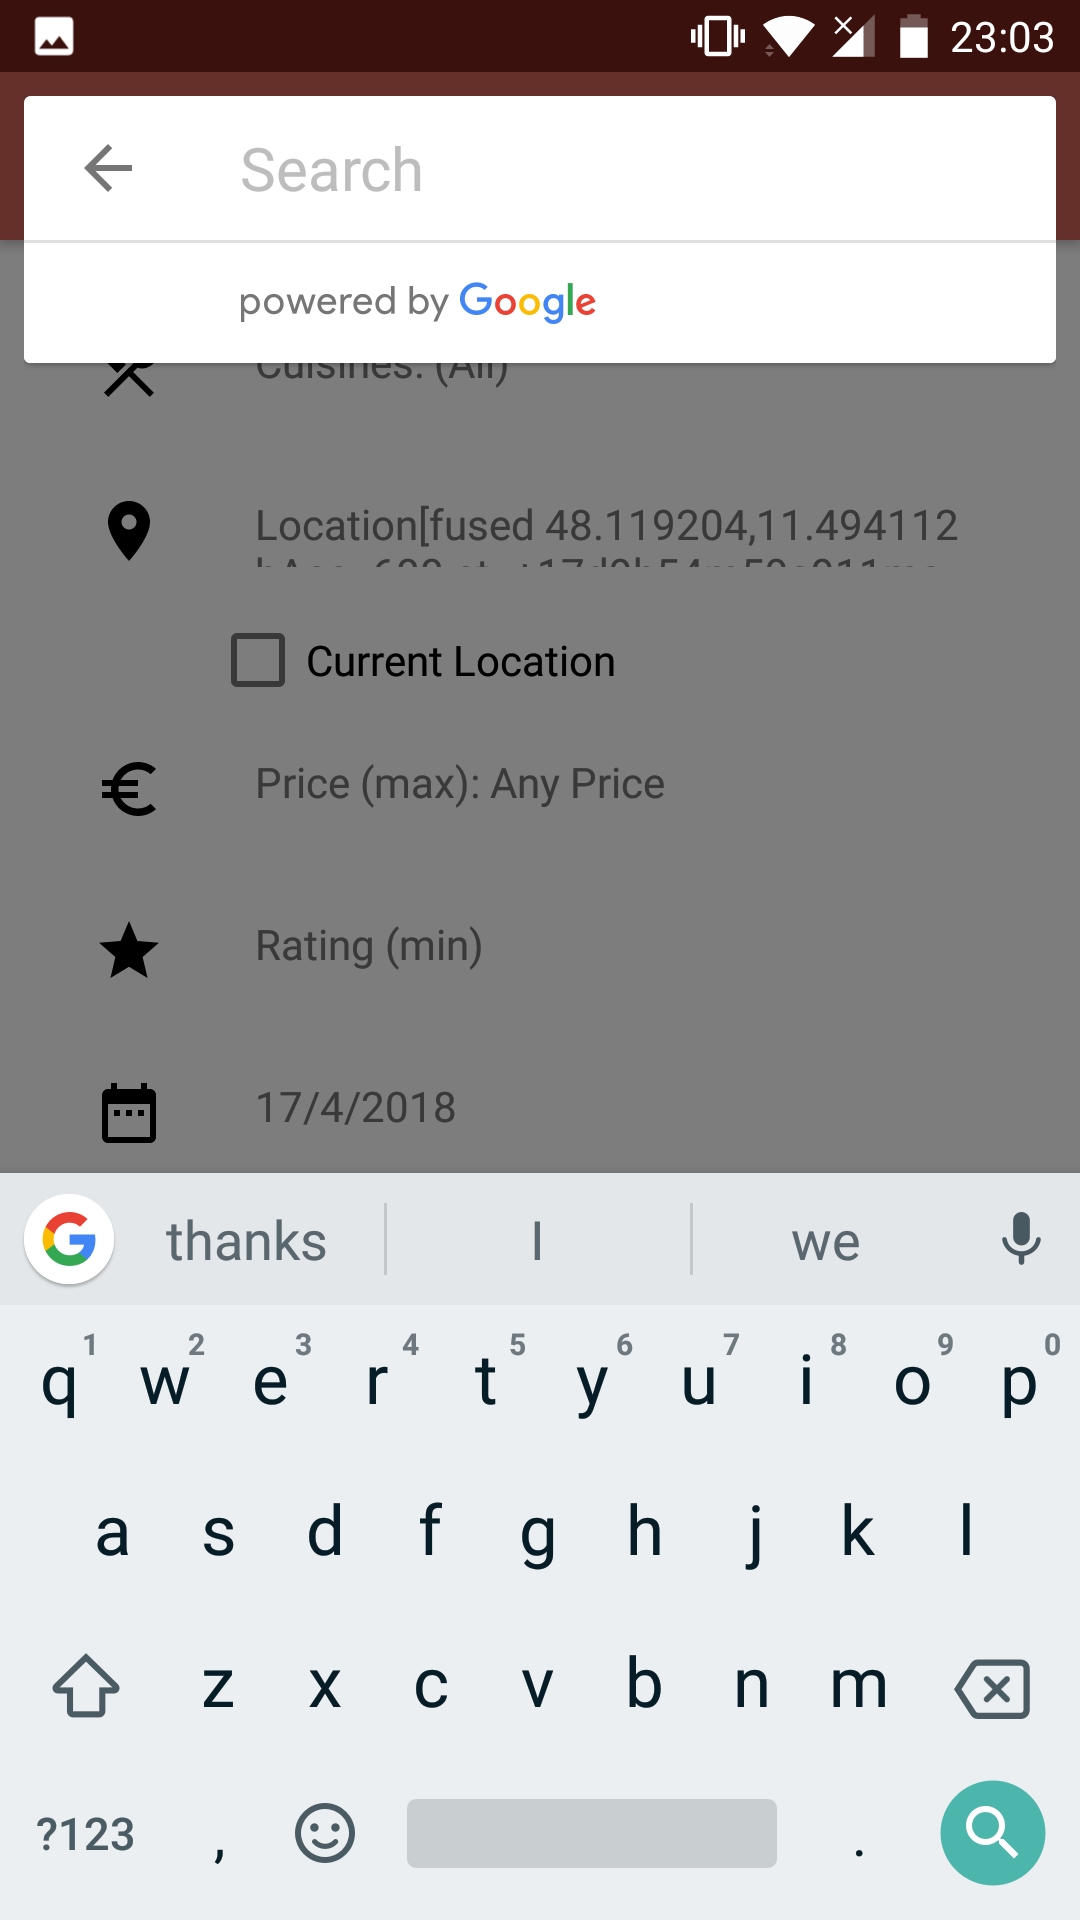 23:03
Search
powered by Google
Cuisines: (All)
Location[fused 48.119204,11.494112
Current Location
Price (max): Any Price
Rating (min)
17/4/2018
thanks I we
1 2 3 4 5 6 7 8 9 0
q w e r t y u i o p
a s d f g h j k l
z x c v b n m
?123 , .